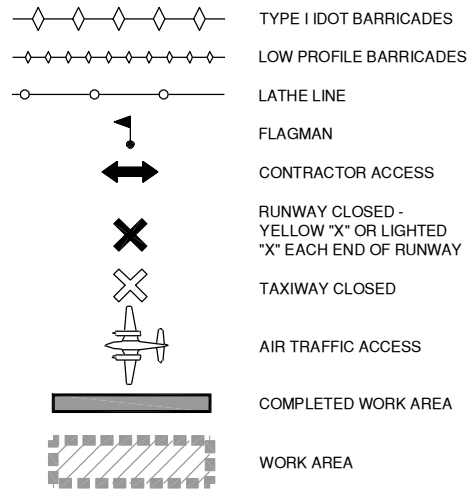 TYPE I IDOT BARRICADES
LOW PROFILE BARRICADES
LATHE LINE
FLAGMAN
CONTRACTOR ACCESS
RUNWAY CLOSED -
YELLOW "X" OR LIGHTED
"X" EACH END OF RUNWAY
TAXIWAY CLOSED
AIR TRAFFIC ACCESS
COMPLETED WORK AREA
WORK AREA